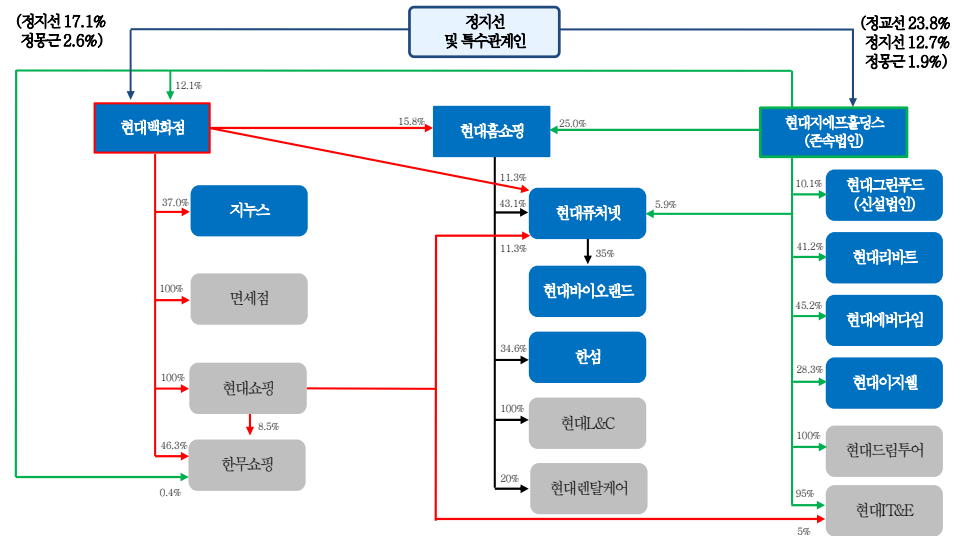 (정지선 17.1%
정몽근 2.6%)
정지선
및 특수관계인
(정교선 23.8%
정지선 12.7%
정몽근 1.9%)
12.1%
현대백화점
15.8%
현대홈쇼핑
25.0%
현대지에프홀딩스
(존속법인)
37.0%
지누스
11.3%
43.1%
11.3%
현대퓨처넷
5.9%
10.1%
현대그린푸드
(신설법인)
35%
41.2%
현대리바트
100%
면세점
현대바이오랜드
45.2%
현대에버다임
34.6%
한섬
100%
현대쇼핑
28.3%
현대이지웰
8.5%
100%
현대L&C
46.3%
한무쇼핑
0.4%
100%
현대드림투어
20%
현대렌탈케어
95%
현대IT&E
5%